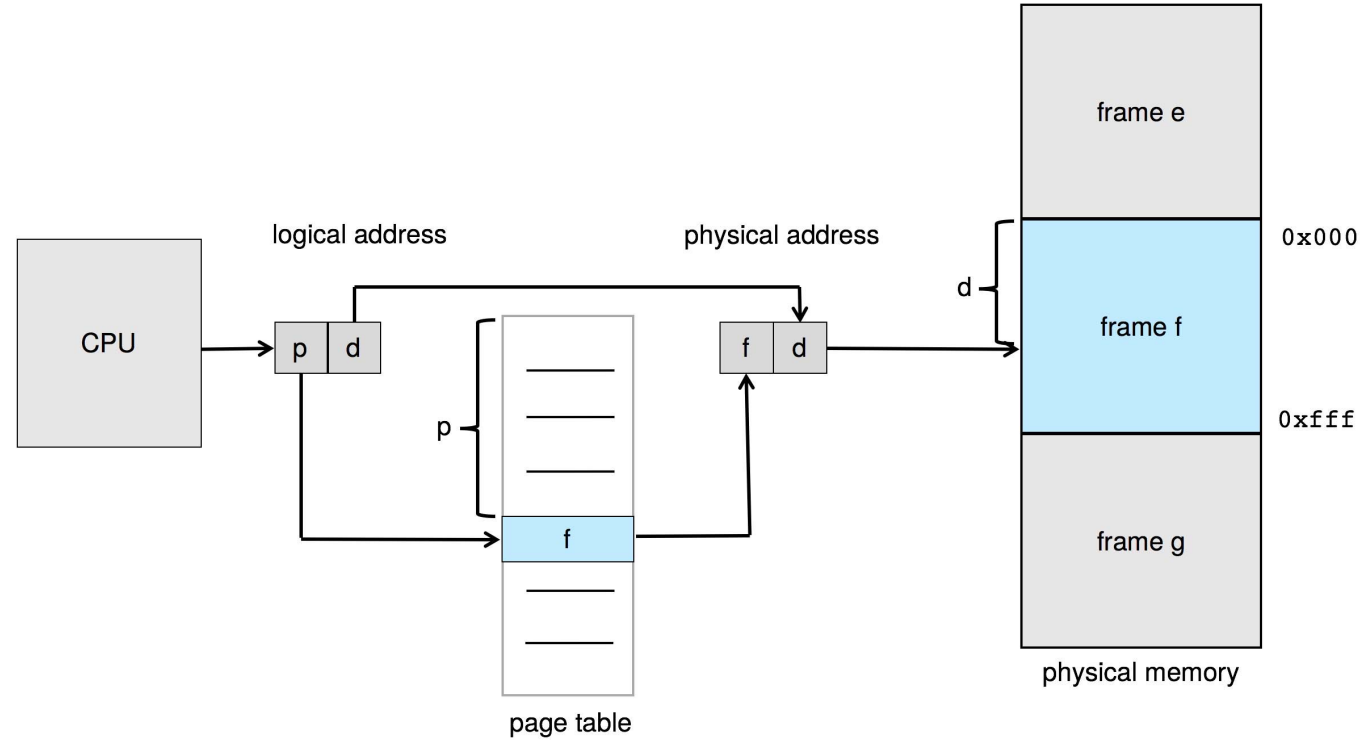 frame e
logical address
physical address
0x000
d
frame f
CPU
p d
f d
p
0xfff
f
frame g
physical memory
page table